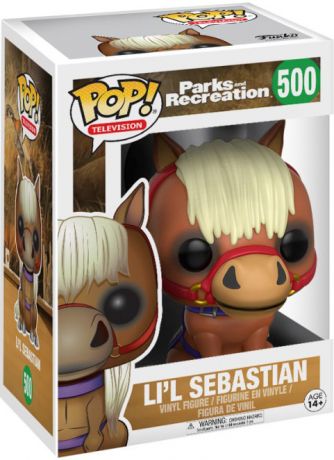 POP!
TELEVISION
Parks and
Recreation
500
Funko
LI'L SEBASTIAN
VINYL FIGURE / FIGURINE EN VINYLE /
FIGURA DE VINIL
AGE
14+
LI'L SEBASTIAN
500